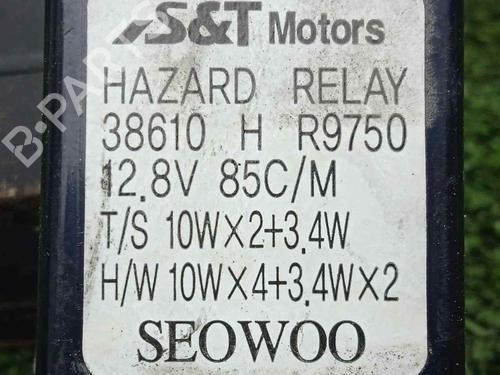 S&T Motors
HAZARD RELAY
38610 H R9750
12.8V 85C/M
T/S 10W×2+3.4W
H/W 10W×4+3.4W×2
SEOWOO
B-PARTS